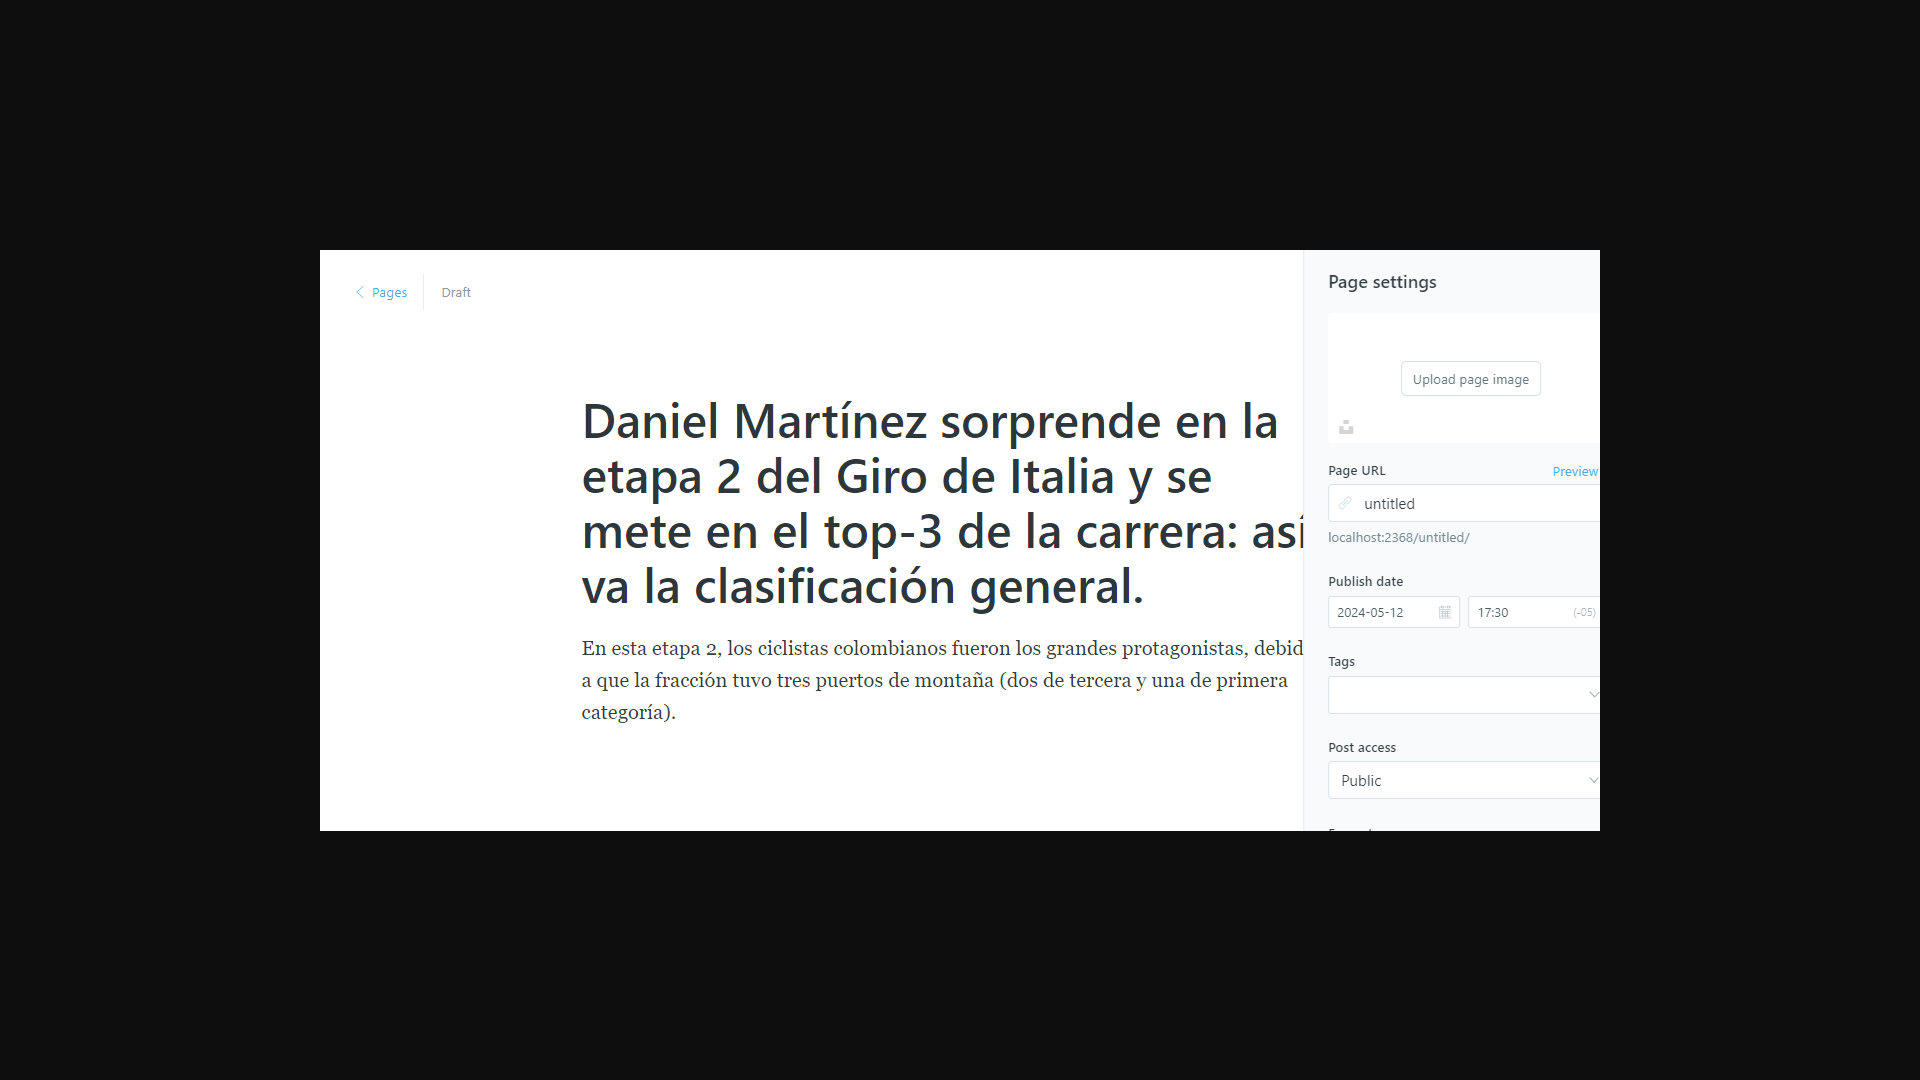 Pages
Draft
Daniel Martínez sorprende en la
etapa 2 del Giro de Italia y se
mete en el top-3 de la carrera: así
va la clasificación general.
En esta etapa 2, los ciclistas colombianos fueron los grandes protagonistas, debid
a que la fracción tuvo tres puertos de montaña (dos de tercera y una de primera
categoría).
Page settings
Upload page image
Page URL
Preview
untitled
localhost:2368/untitled/
Publish date
2024-05-12
17:30
(-05)
Tags
Post access
Public